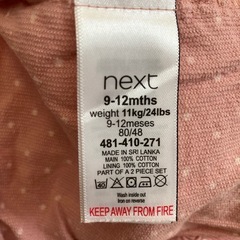 next
9-12mths
weight 11kg/24lbs
9-12meses
80/48
481-410-271
MADE IN SRI LANKA
MAIN 100% COTTON
LINING 100% COTTON
PART OF A 2 PIECE SET
40
Wash inside out
Iron on reverse
KEEP AWAY FROM FIRE